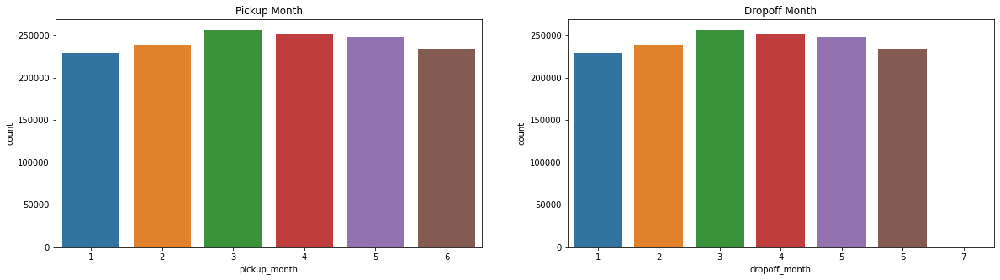 Pickup Month
250000
200000
150000
100000
50000
0
count
1 2 3 4 5 6
pickup_month
Dropoff Month
250000
200000
150000
100000
50000
0
count
1 2 3 4 5 6 7
dropoff_month